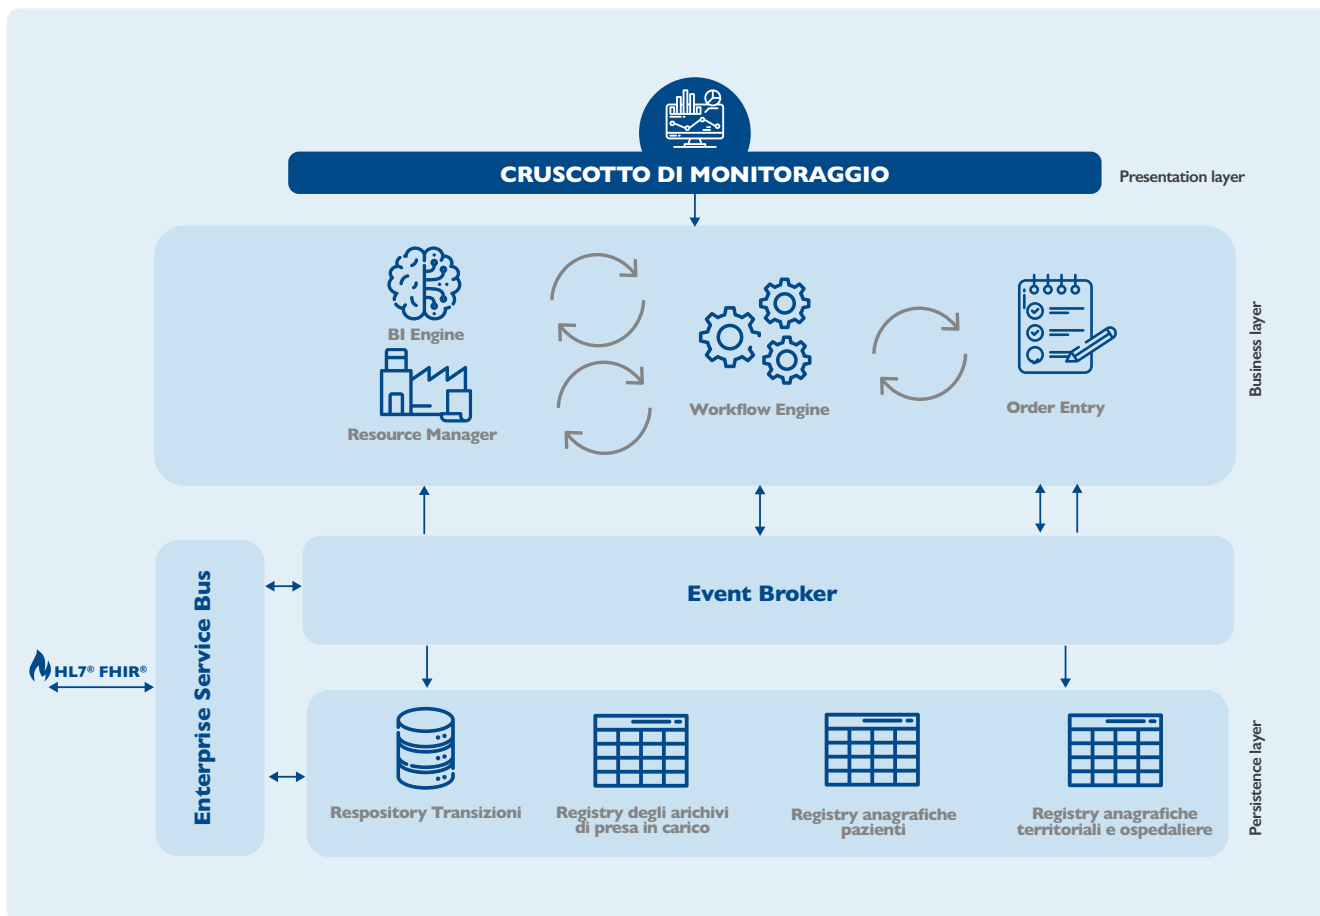 CRUSCOTTO DI MONITORAGGIO
Presentation layer
BI Engine
Resource Manager
Workflow Engine
Order Entry
Business layer
Event Broker
Enterprise Service Bus
HL7® FHIR®
Respository Transizioni
Registry degli arichivi
di presa in carico
Registry anagrafiche
pazienti
Registry anagrafiche
territoriali e ospedaliere
Persistence layer